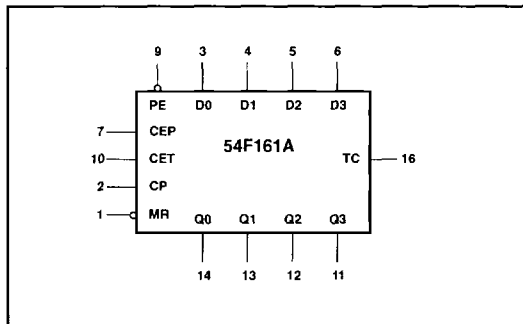 9 3 4 5 6
PE D0 D1 D2 D3
7 CEP
54F161A
10 CET TC 16
2 CP
1 MR
Q0 Q1 Q2 Q3
14 13 12 11